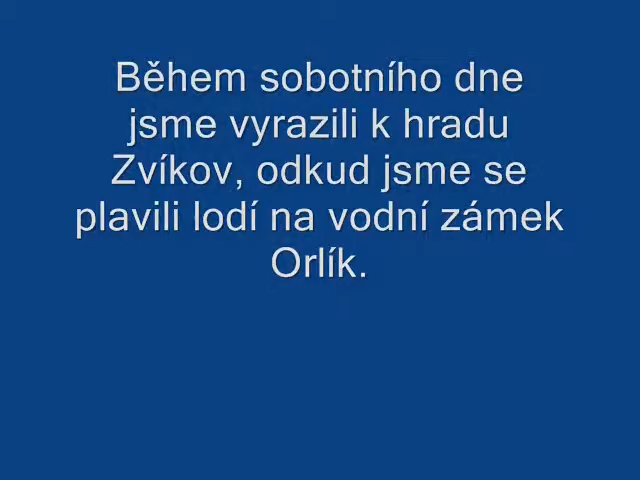 Během sobotního dne
jsme vyrazili k hradu
Zvíkov, odkud jsme se
plavili lodí na vodní zámek
Orlík.